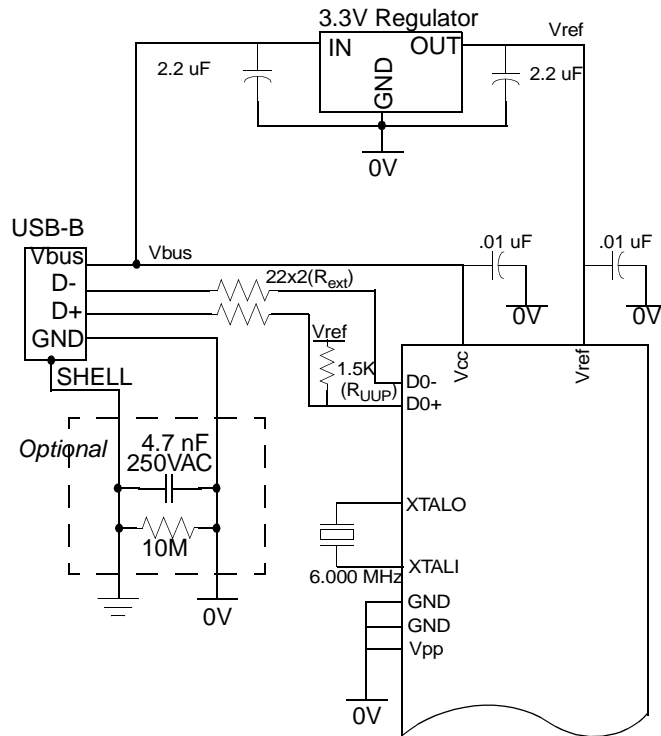 3.3V Regulator
IN
OUT
GND
Vref
2.2 uF
2.2 uF
0V
USB-B
Vbus
D-
D+
GND
Vbus
.01 uF
.01 uF
0V
0V
22x2(Rext)
Vref
1.5K
(RUUP)
D0-
D0+
Vcc
Vref
SHELL
Optional
4.7 nF
250VAC
10M
0V
XTALO
XTALI
6.000 MHz
GND
GND
Vpp
0V